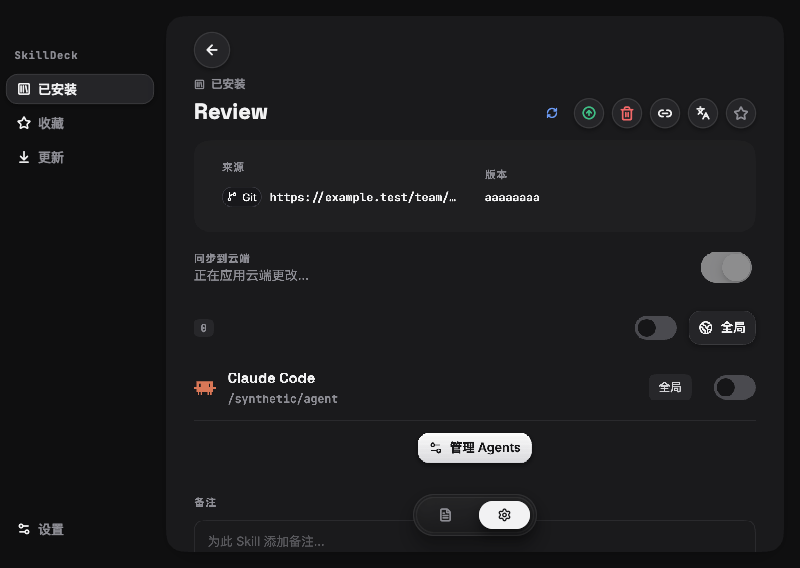 SkillDeck
已安装
收藏
更新
设置
已安装
Review
来源
Git https://example.test/team/…
版本
aaaaaaaa
同步到云端
正在应用云端更改...
0
全局
Claude Code
/synthetic/agent
全局
管理 Agents
备注
为此 Skill 添加备注...